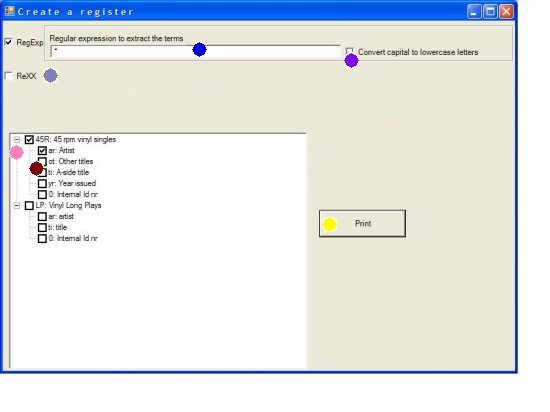 Create a register
RegExp
Regular expression to extract the terms
.*
Convert capital to lowercase letters
ReXX
45R: 45 rpm vinyl singles
ar: Artist
ot: Other titles
ti: A-side title
yr: Year issued
0: Internal Id nr
LP: Vinyl Long Plays
ar: artist
ti: title
0: Internal Id nr
Print